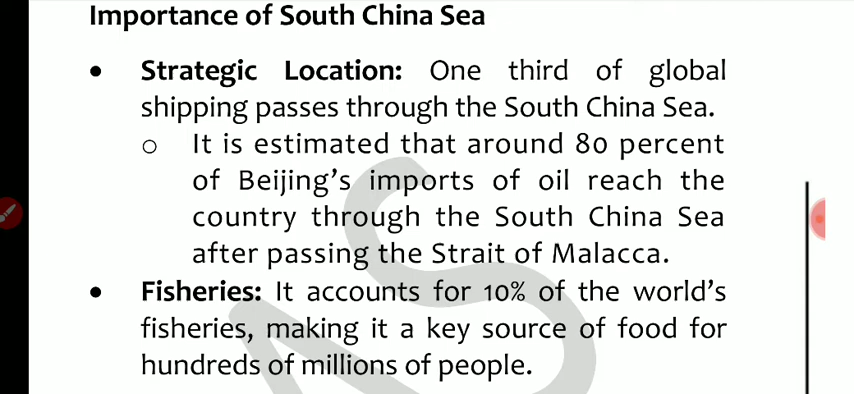 Importance of South China Sea
• Strategic Location: One third of global
shipping passes through the South China Sea.
o It is estimated that around 80 percent
of Beijing's imports of oil reach the
country through the South China Sea
after passing the Strait of Malacca.
• Fisheries: It accounts for 10% of the world's
fisheries, making it a key source of food for
hundreds of millions of people.